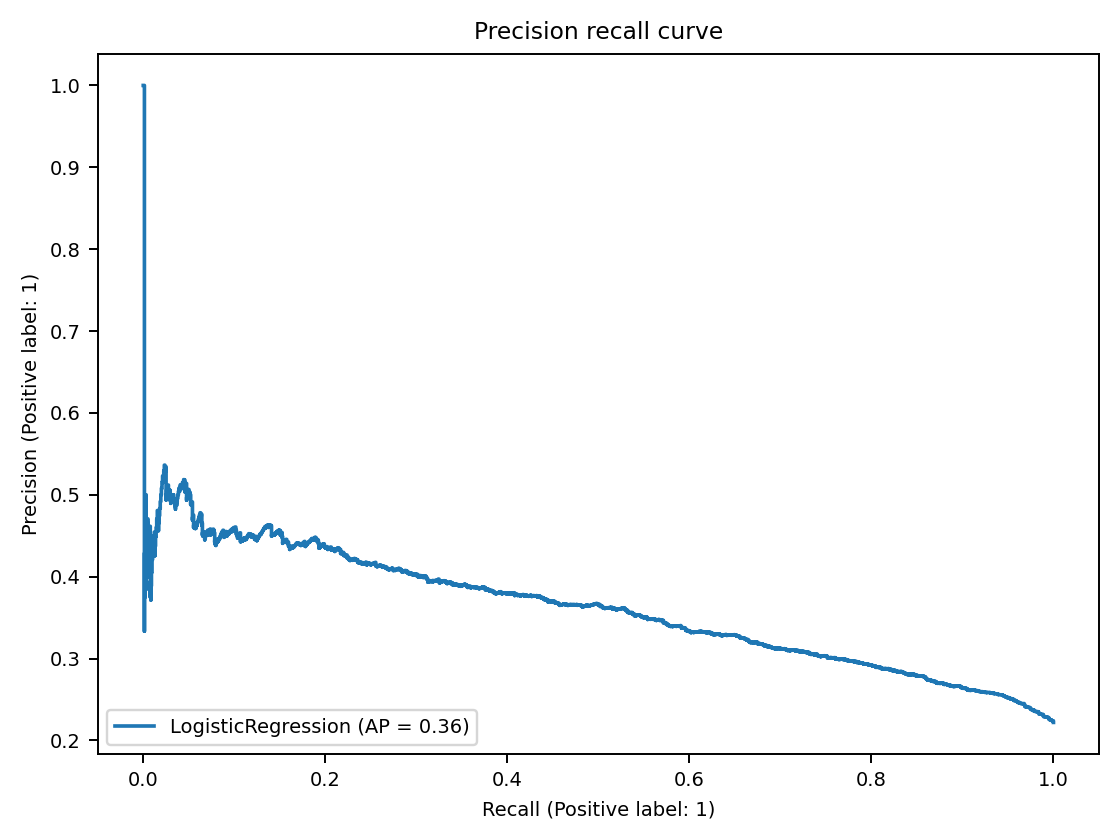 Precision recall curve
1.0
0.9
0.8
0.7
0.6
0.5
0.4
0.3
0.2
Precision (Positive label: 1)
LogisticRegression (AP = 0.36)
0.0 0.2 0.4 0.6 0.8 1.0
Recall (Positive label: 1)